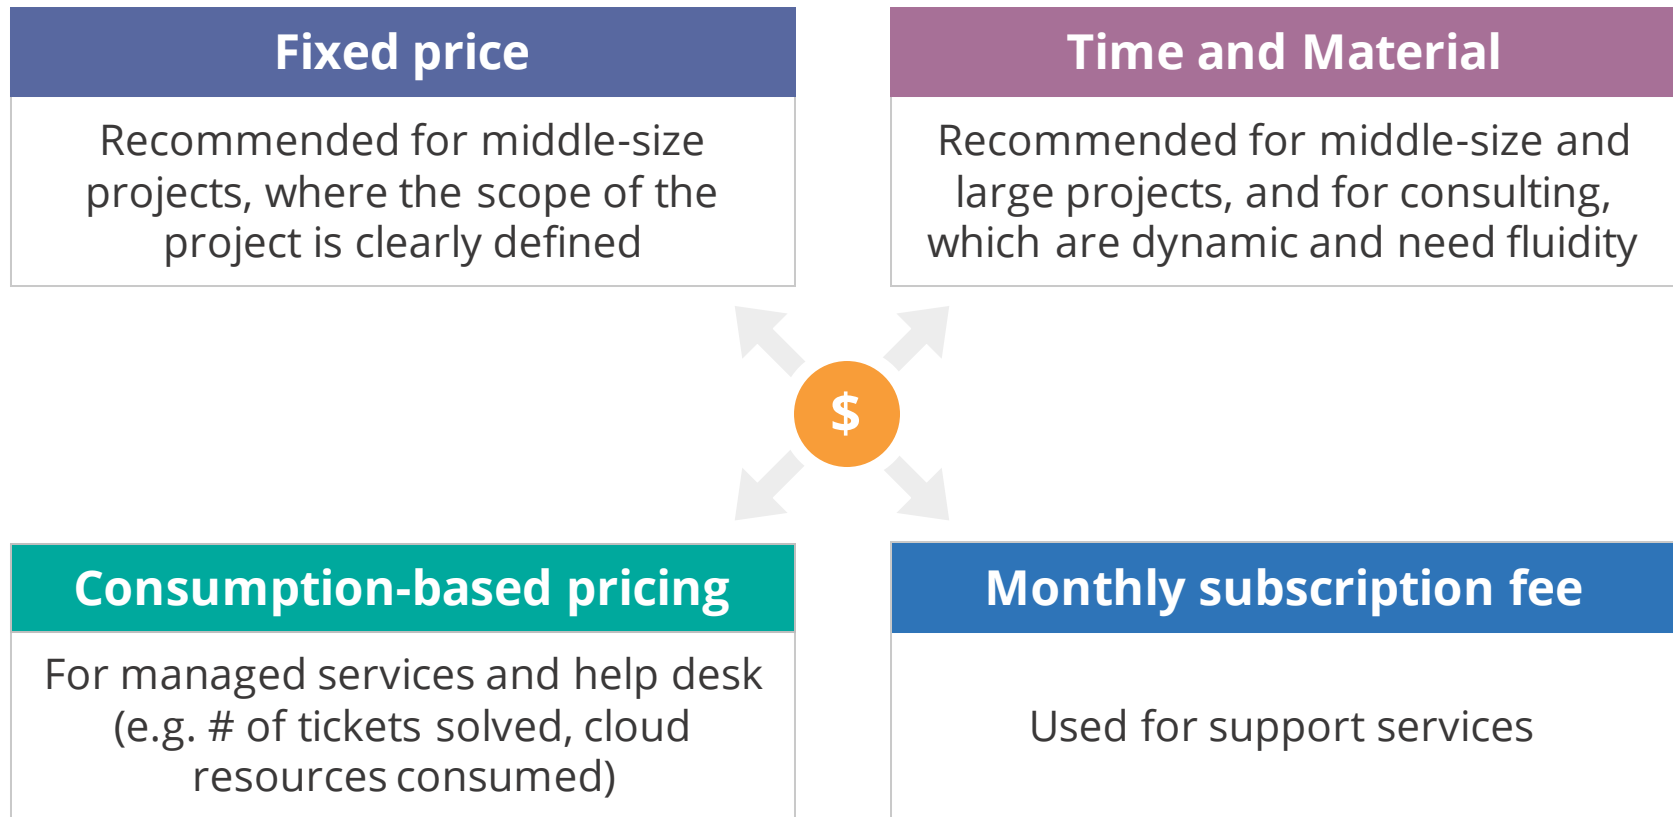 Fixed price
Recommended for middle-size
projects, where the scope of the
project is clearly defined
Time and Material
Recommended for middle-size and
large projects, and for consulting,
which are dynamic and need fluidity
$
Consumption-based pricing
For managed services and help desk
(e.g. # of tickets solved, cloud
resources consumed)
Monthly subscription fee
Used for support services